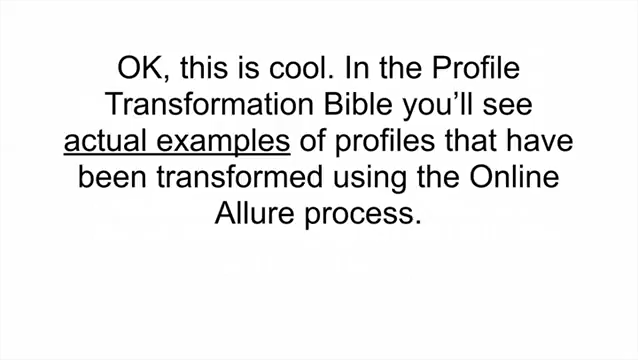 OK, this is cool. In the Profile
Transformation Bible you’ll see
actual examples of profiles that have
been transformed using the Online
Allure process.